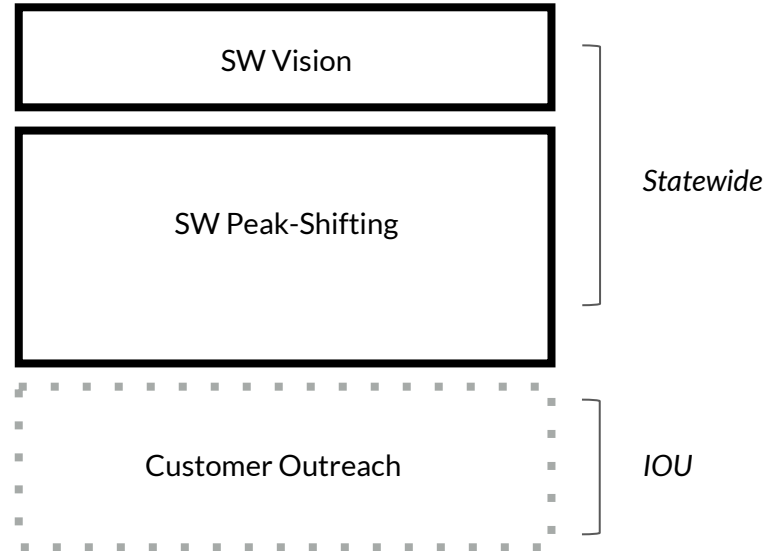 SW Vision
Statewide
SW Peak-Shifting
Customer Outreach
IOU